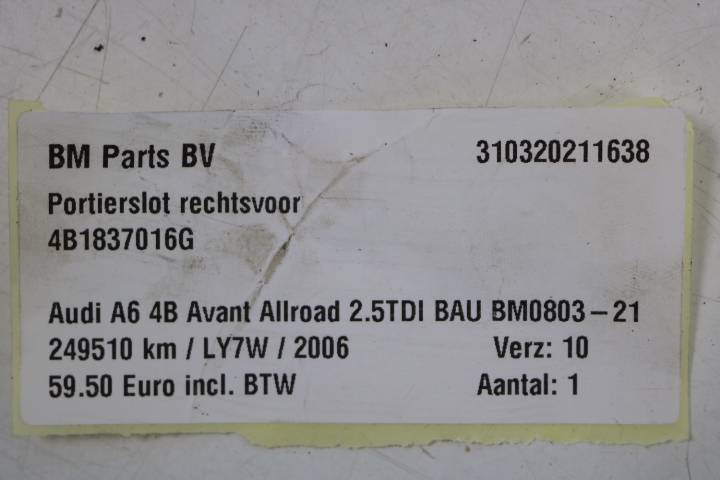 BM Parts BV 310320211638
Portierslot rechtsvoor
4B1837016G
Audi A6 4B Avant Allroad 2.5TDI BAU BM0803-21
249510 km / LY7W / 2006 Verz: 10
59.50 Euro incl. BTW Aantal: 1